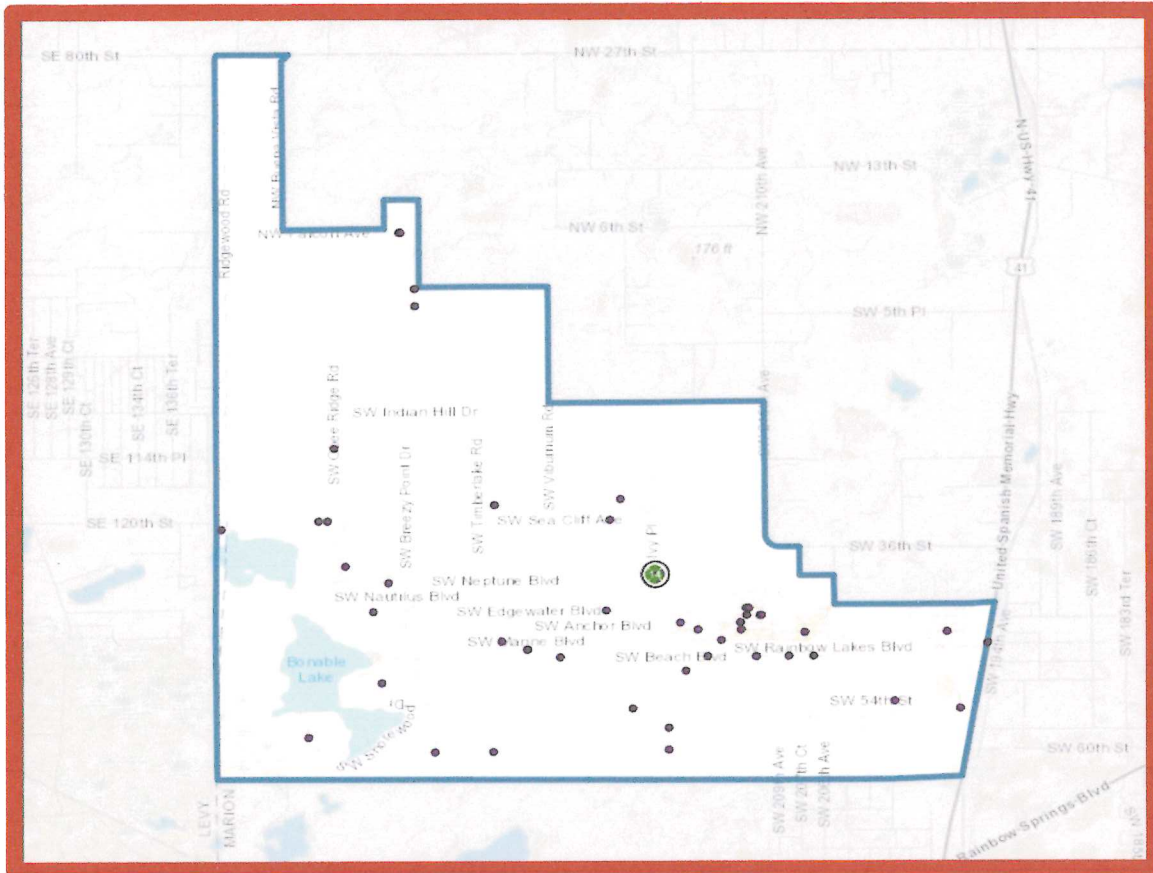 SE 80th St
NW 27th St
N US Hwy 41
NW 13th St
NW 210th Ave
Ridgewood Rd
NW 6th St
176 ft
41
SW 5th Pl
SE 126th Ter
SE 128th Ave
SE 129th Ct
SE 130th Ct
SE 134th Ct
SE 138th Ter
SW Indian Hill Dr
SE 114th Pl
SW Breezy Point Dr
SW Timberlake Rd
SW Viburnum Rd
United Spanish Memorial Hwy
SW 189th Ave
SW 186th Ct
SW 183rd Ter
SE 120th St
SW Sea Cliff Ave
Ivy Pl
SW 36th St
SW Neptune Blvd
SW Nautilus Blvd
SW Edgewater Blvd
SW Anchor Blvd
SW Marine Blvd
SW Beach Blvd
SW Rainbow Lakes Blvd
SW 194th Ave
Bonable
Lake
SW 54th St
SW 60th St
SW 209th Ave
SW 207th Ct
LEVY
MARION
Rainbow Springs Blvd